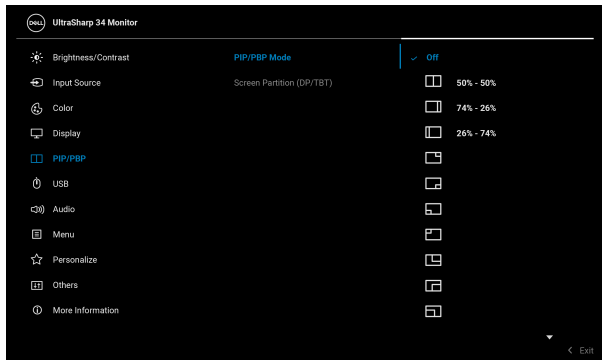 DELL UltraSharp 34 Monitor
Brightness/Contrast PIP/PBP Mode Off
Input Source Screen Partition (DP/TBT) 50% - 50%
Color 74% - 26%
Display 26% - 74%
PIP/PBP
USB
Audio
Menu
Personalize
Others
More Information
Exit